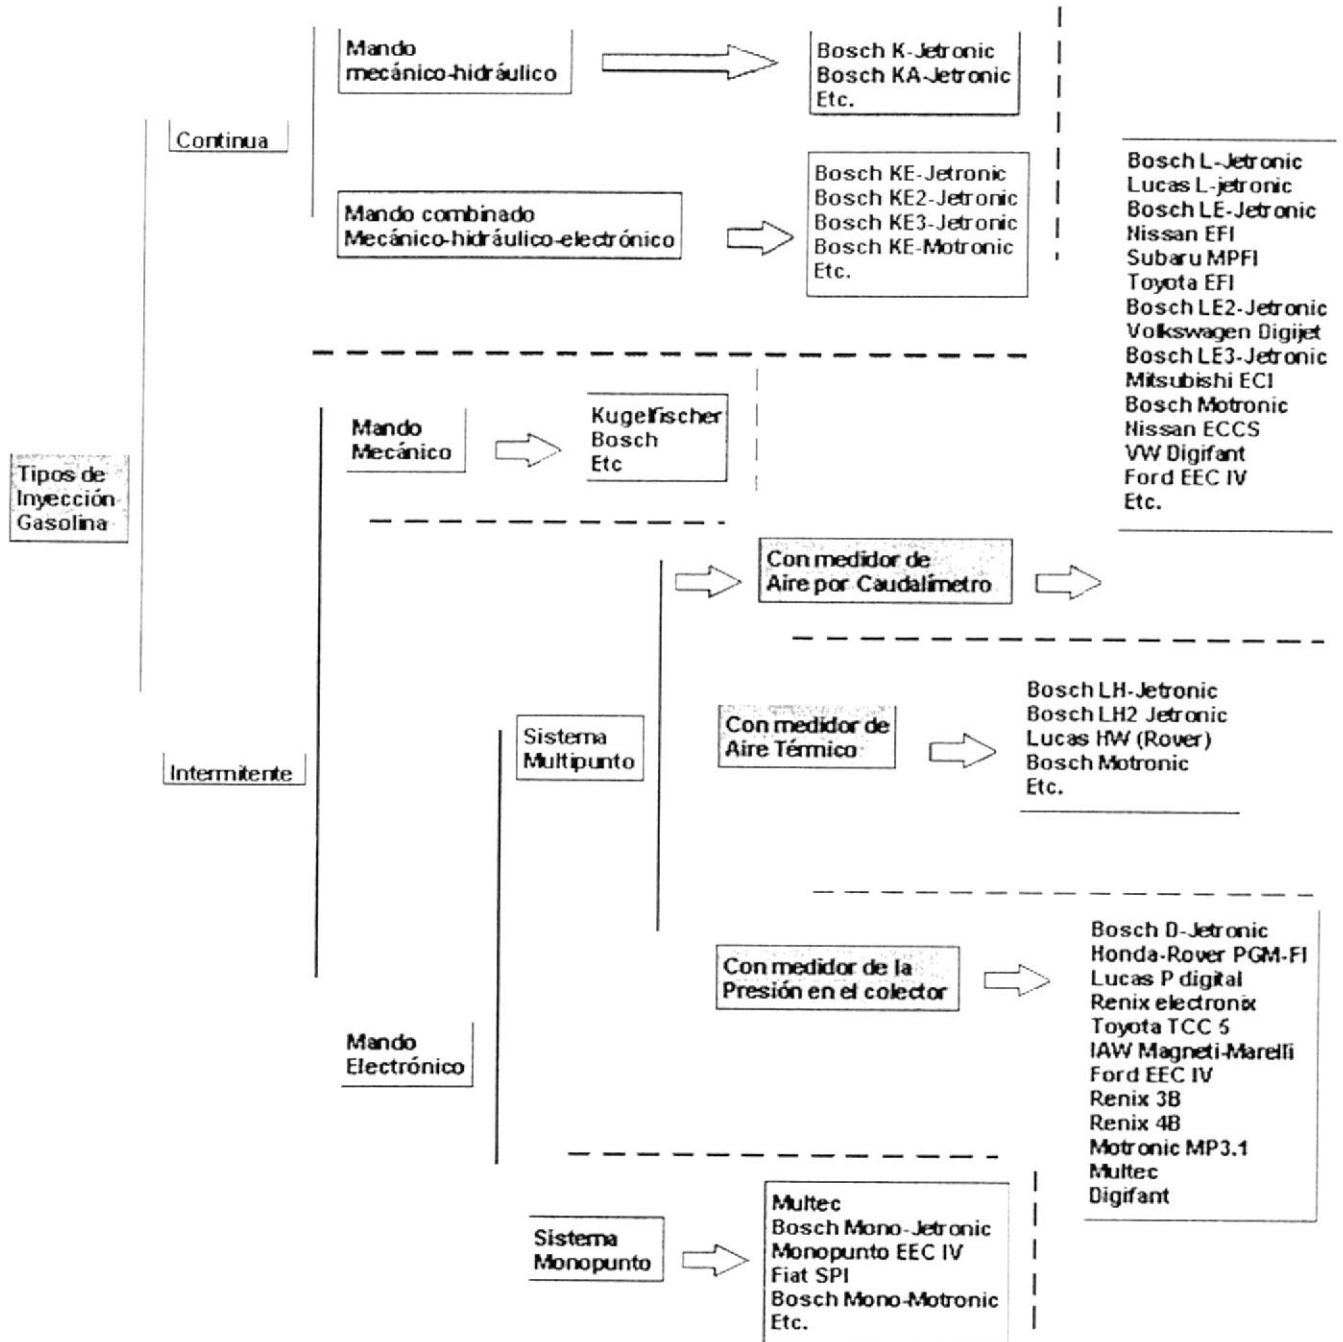 Mando
mecánico-hidráulico
Bosch K-Jetronic
Bosch KA-Jetronic
Etc.
Continua
Mando combinado
Mecánico-hidráulico-electrónico
Bosch KE-Jetronic
Bosch KE2-Jetronic
Bosch KE3-Jetronic
Bosch KE-Motronic
Etc.
Bosch L-Jetronic
Lucas L-jetronic
Bosch LE-Jetronic
Nissan EFI
Subaru MPFI
Toyota EFI
Bosch LE2-Jetronic
Volkswagen Digijet
Bosch LE3-Jetronic
Mitsubishi ECI
Bosch Motronic
Nissan ECCS
VW Digifant
Ford EEC IV
Etc.
Mando
Mecánico
Kugelfischer
Bosch
Etc
Tipos de
Inyección
Gasolina
Con medidor de
Aire por Caudalímetro
Intermitente
Sistema
Multipunto
Con medidor de
Aire Térmico
Bosch LH-Jetronic
Bosch LH2 Jetronic
Lucas HW (Rover)
Bosch Motronic
Etc.
Con medidor de la
Presión en el colector
Bosch D-Jetronic
Honda-Rover PGM-FI
Lucas P digital
Renix electronix
Toyota TCC 5
IAW Magneti-Marelli
Ford EEC IV
Renix 3B
Renix 4B
Motronic MP3.1
Multec
Digifant
Mando
Electrónico
Sistema
Monopunto
Multec
Bosch Mono-Jetronic
Monopunto EEC IV
Fiat SPI
Bosch Mono-Motronic
Etc.